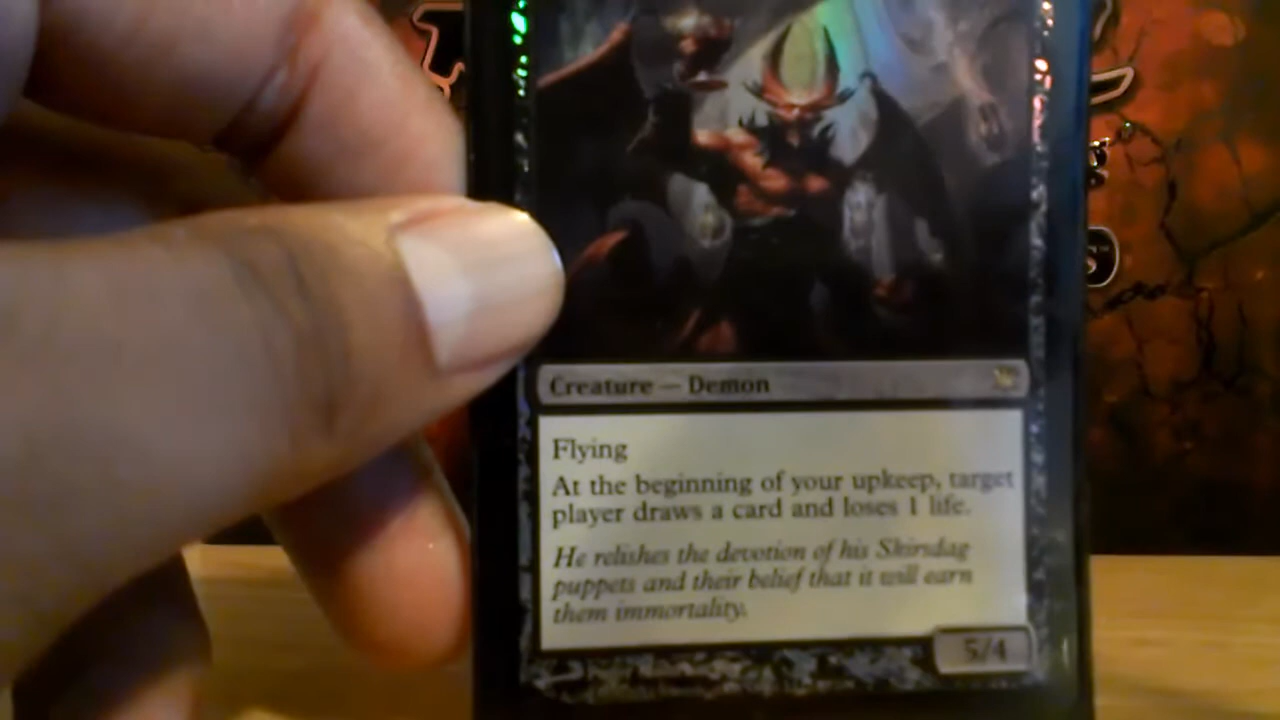 Creature — Demon
Flying
At the beginning of your upkeep, target
player draws a card and loses 1 life.
He relishes the devotion of his Skirsdag
puppets and their belief that it will earn
them immortality.
5/4